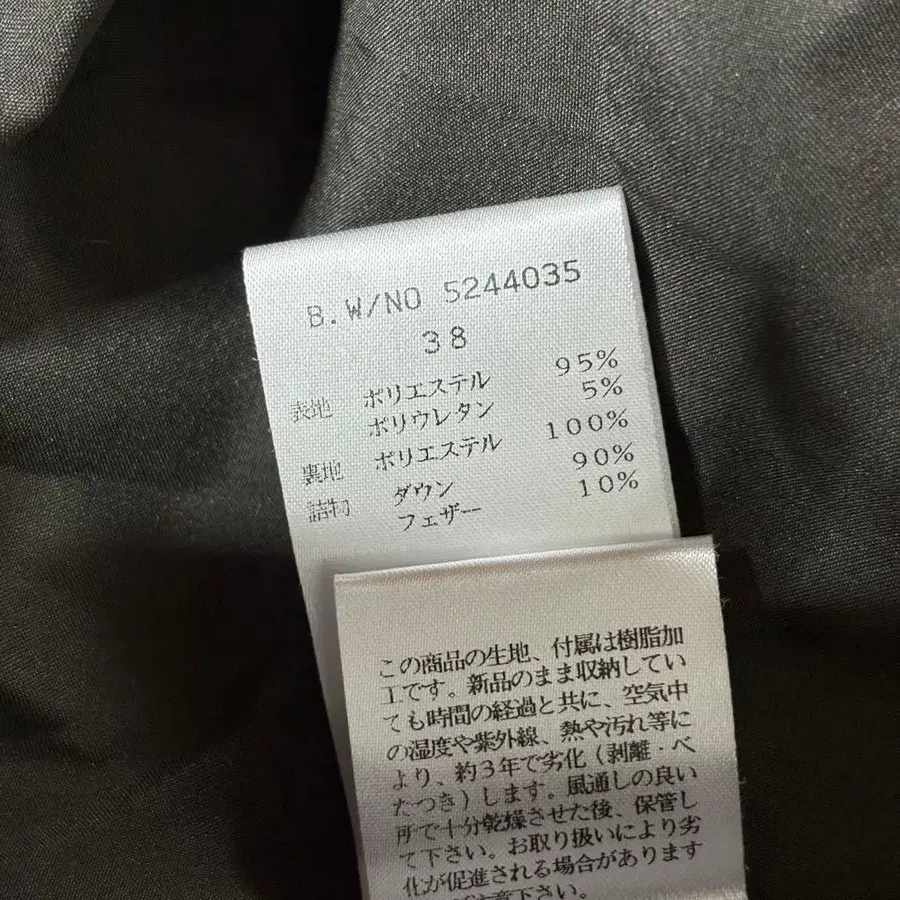 B.W/NO 5244035
38
表地 ポリエステル 95%
ポリウレタン 5%
裏地 ポリエステル 100%
詰物 ダウン 90%
フェザー 10%
この商品の生地、付属は樹脂加
工です。新品のまま収納してい
ても時間の経過と共に、空気中
の湿度や紫外線、熱や汚れ等に
より、約3年で劣化（剥離・べ
たつき）します。風通しの良い
所で十分乾燥させた後、保管し
て下さい。お取り扱いにより劣
化が促進される場合があります
注意下さい。